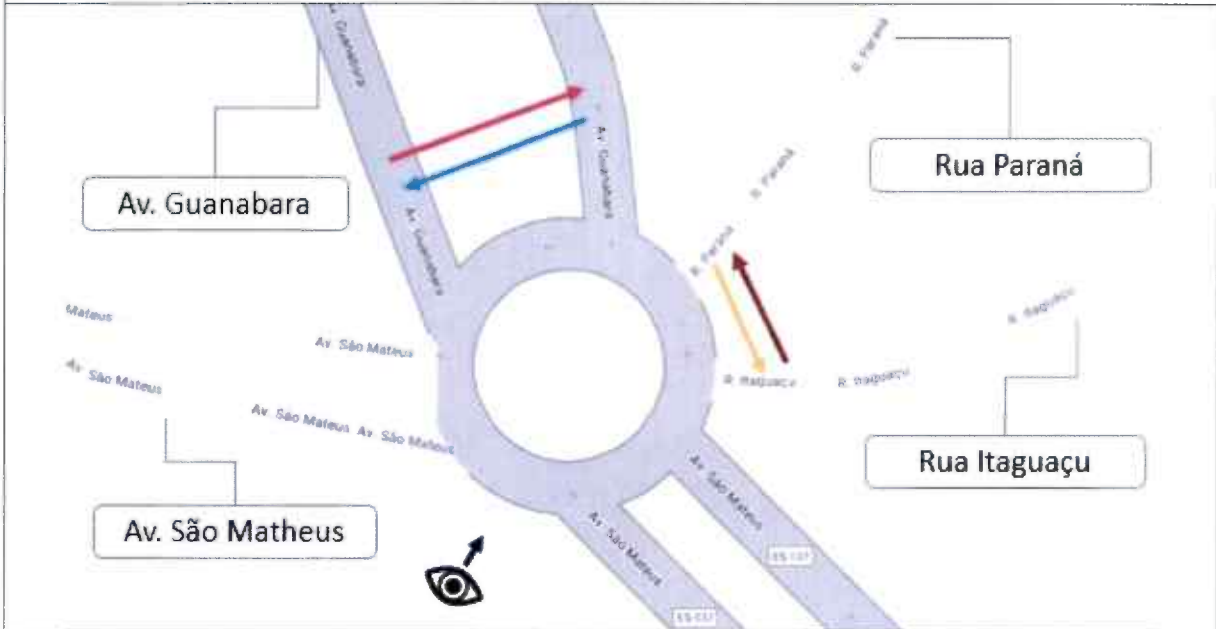 Av. Guanabara
R. Paraná
Av. Guanabara
Rua Paraná
R. Paraná
Av. Guanabara
Av. Guanabara
R. Paraná
R. Itaguaçu
Mateus
Av. São Mateus
R. Itaguaçu
R. Itaguaçu
Av. São Mateus
Av. São Mateus Av. São Mateus
Rua Itaguaçu
Av. São Mateus
Av. São Matheus
Av. São Mateus